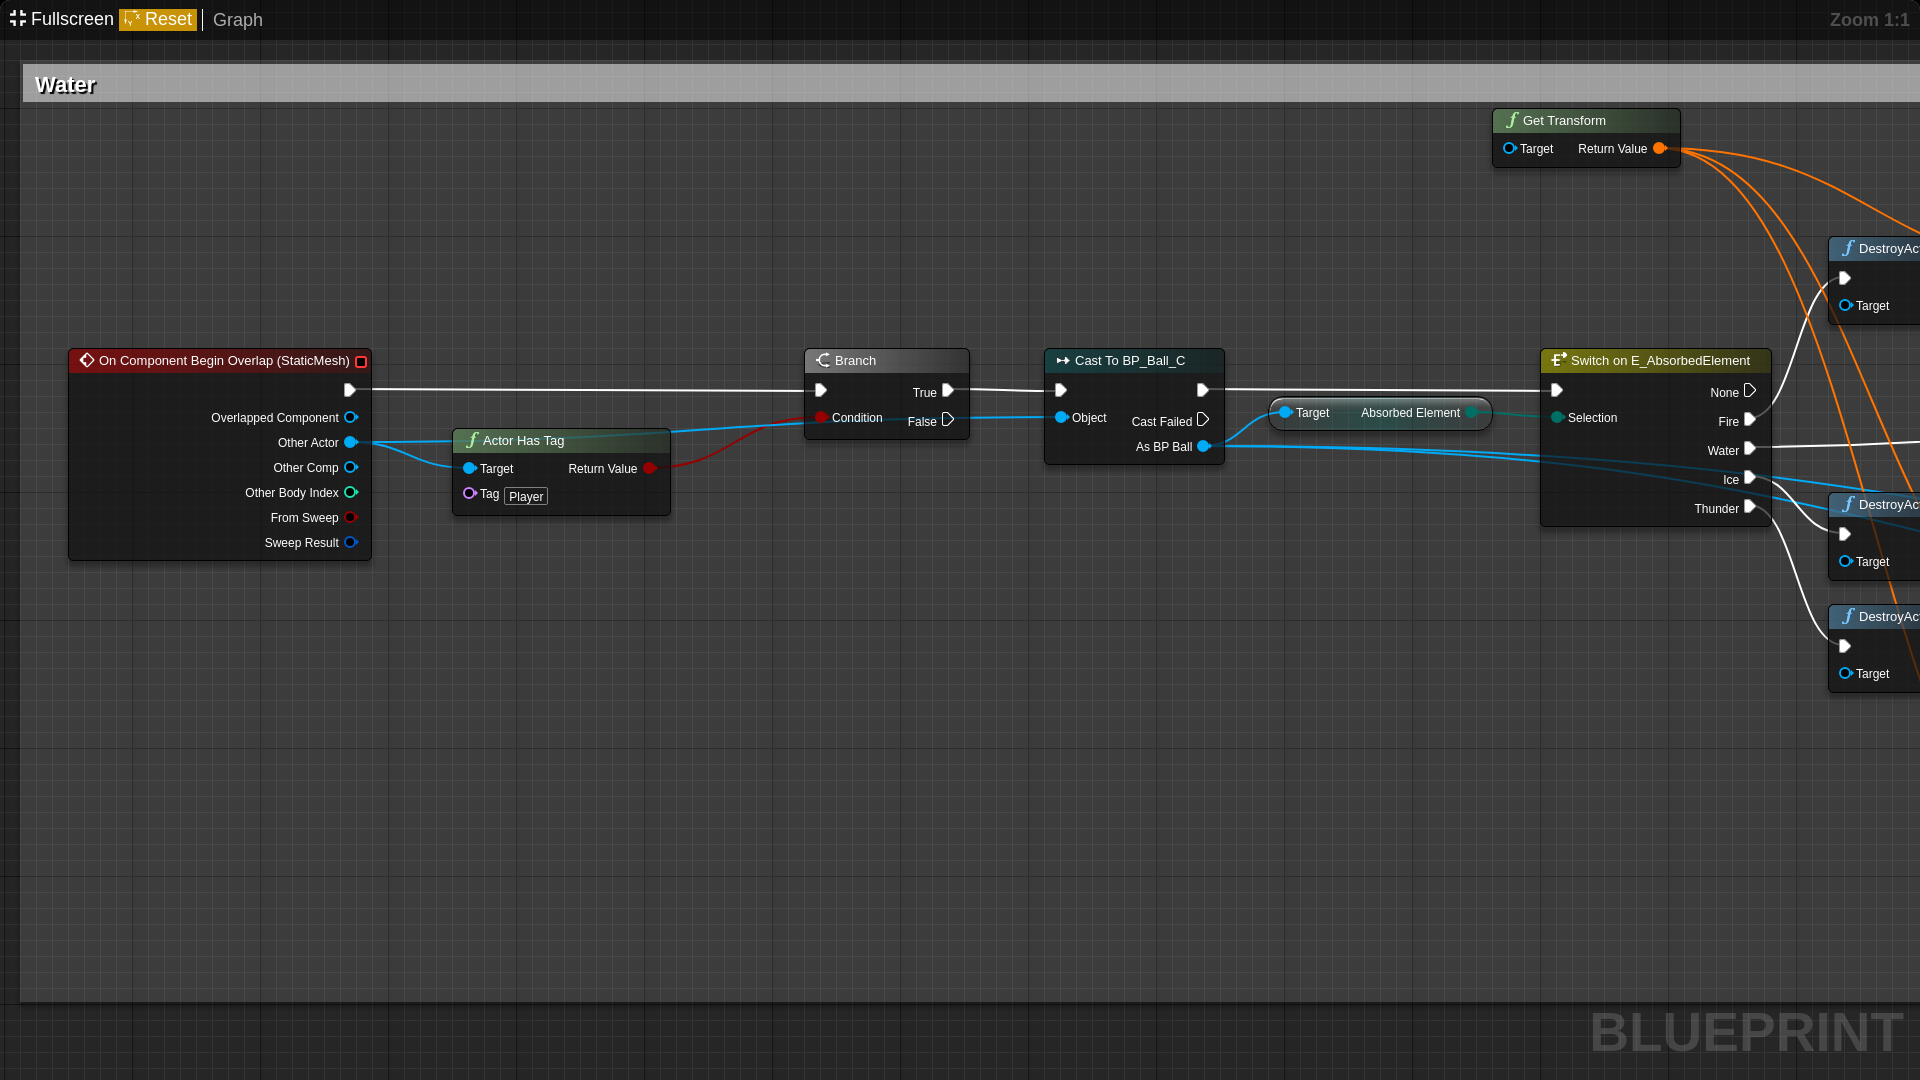 Fullscreen Reset Graph
Zoom 1:1
Water
Get Transform
Target Return Value
DestroyAct
Target
On Component Begin Overlap (StaticMesh)
Overlapped Component
Other Actor
Other Comp
Other Body Index
From Sweep
Sweep Result
Actor Has Tag
Target Return Value
Tag Player
Branch
True
Condition False
Cast To BP_Ball_C
Object Cast Failed
As BP Ball
Target Absorbed Element
Switch on E_AbsorbedElement
None
Selection Fire
Water
Ice
Thunder
DestroyAct
Target
DestroyAct
Target
BLUEPRINT